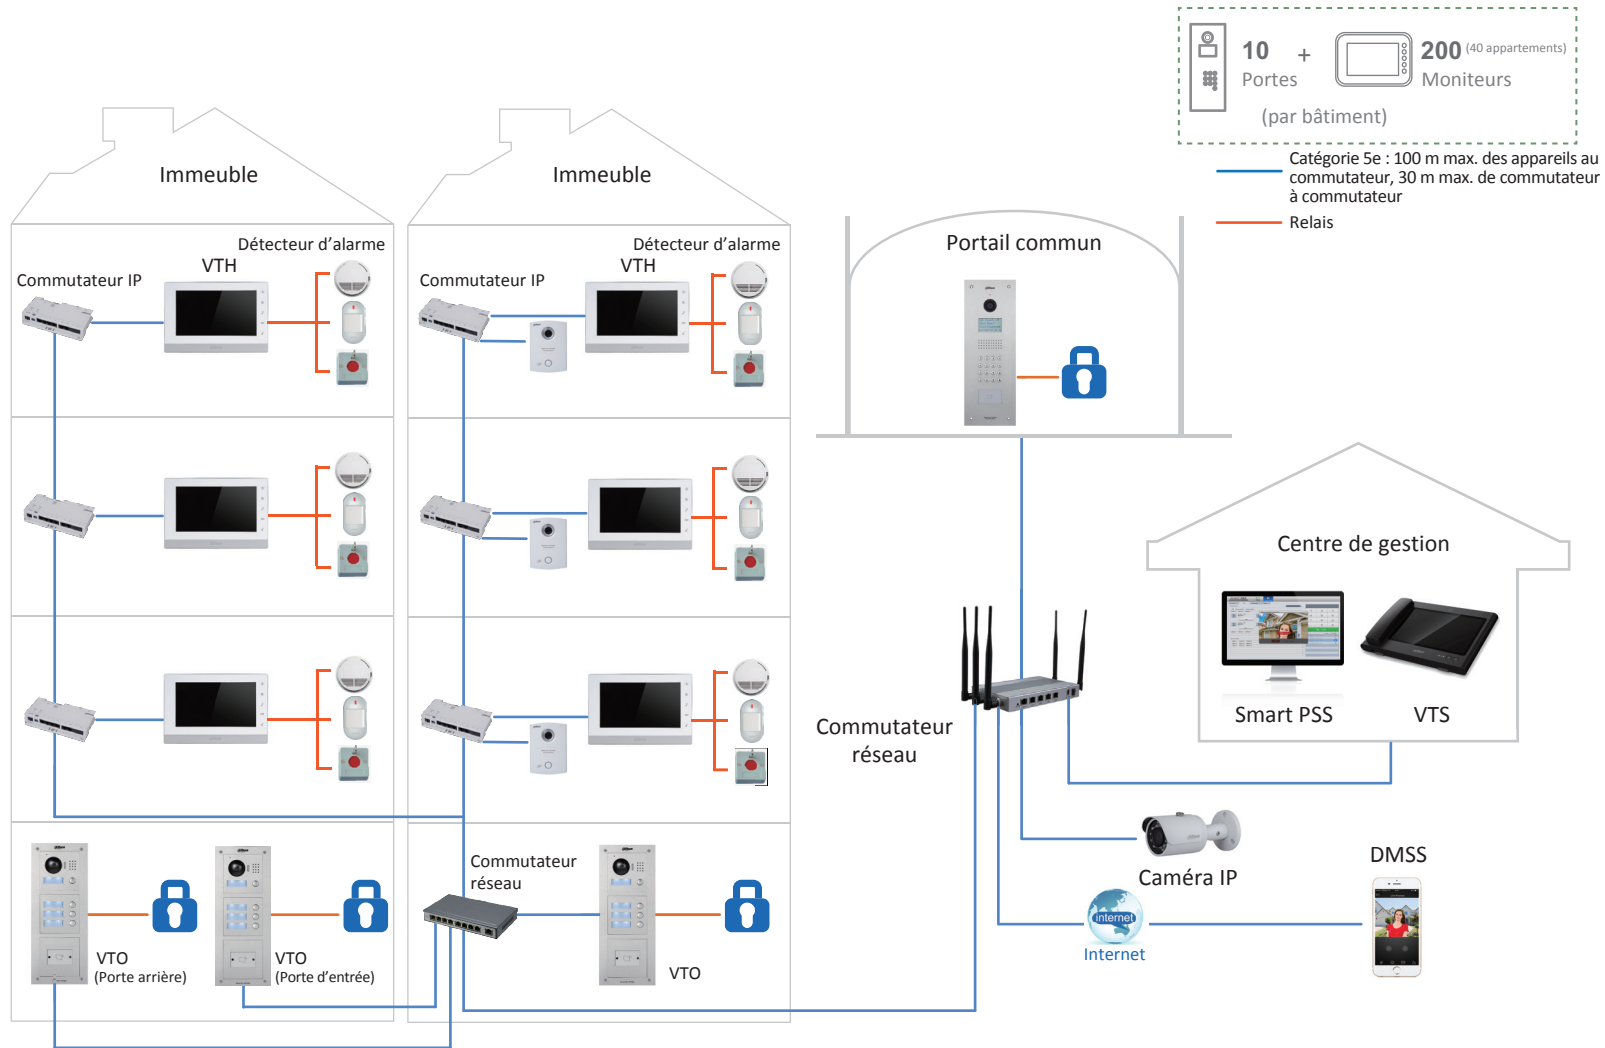 10 + 200 (40 appartements)
Portes Moniteurs
(par bâtiment)
Catégorie 5e : 100 m max. des appareils au
commutateur, 30 m max. de commutateur
à commutateur
Relais
Immeuble
Détecteur d’alarme
VTH
Commutateur IP
Immeuble
Détecteur d’alarme
VTH
Commutateur IP
Portail commun
Centre de gestion
Smart PSS
VTS
Commutateur
réseau
Caméra IP
DMSS
internet
Internet
VTO
(Porte arrière)
VTO
(Porte d’entrée)
Commutateur
réseau
VTO